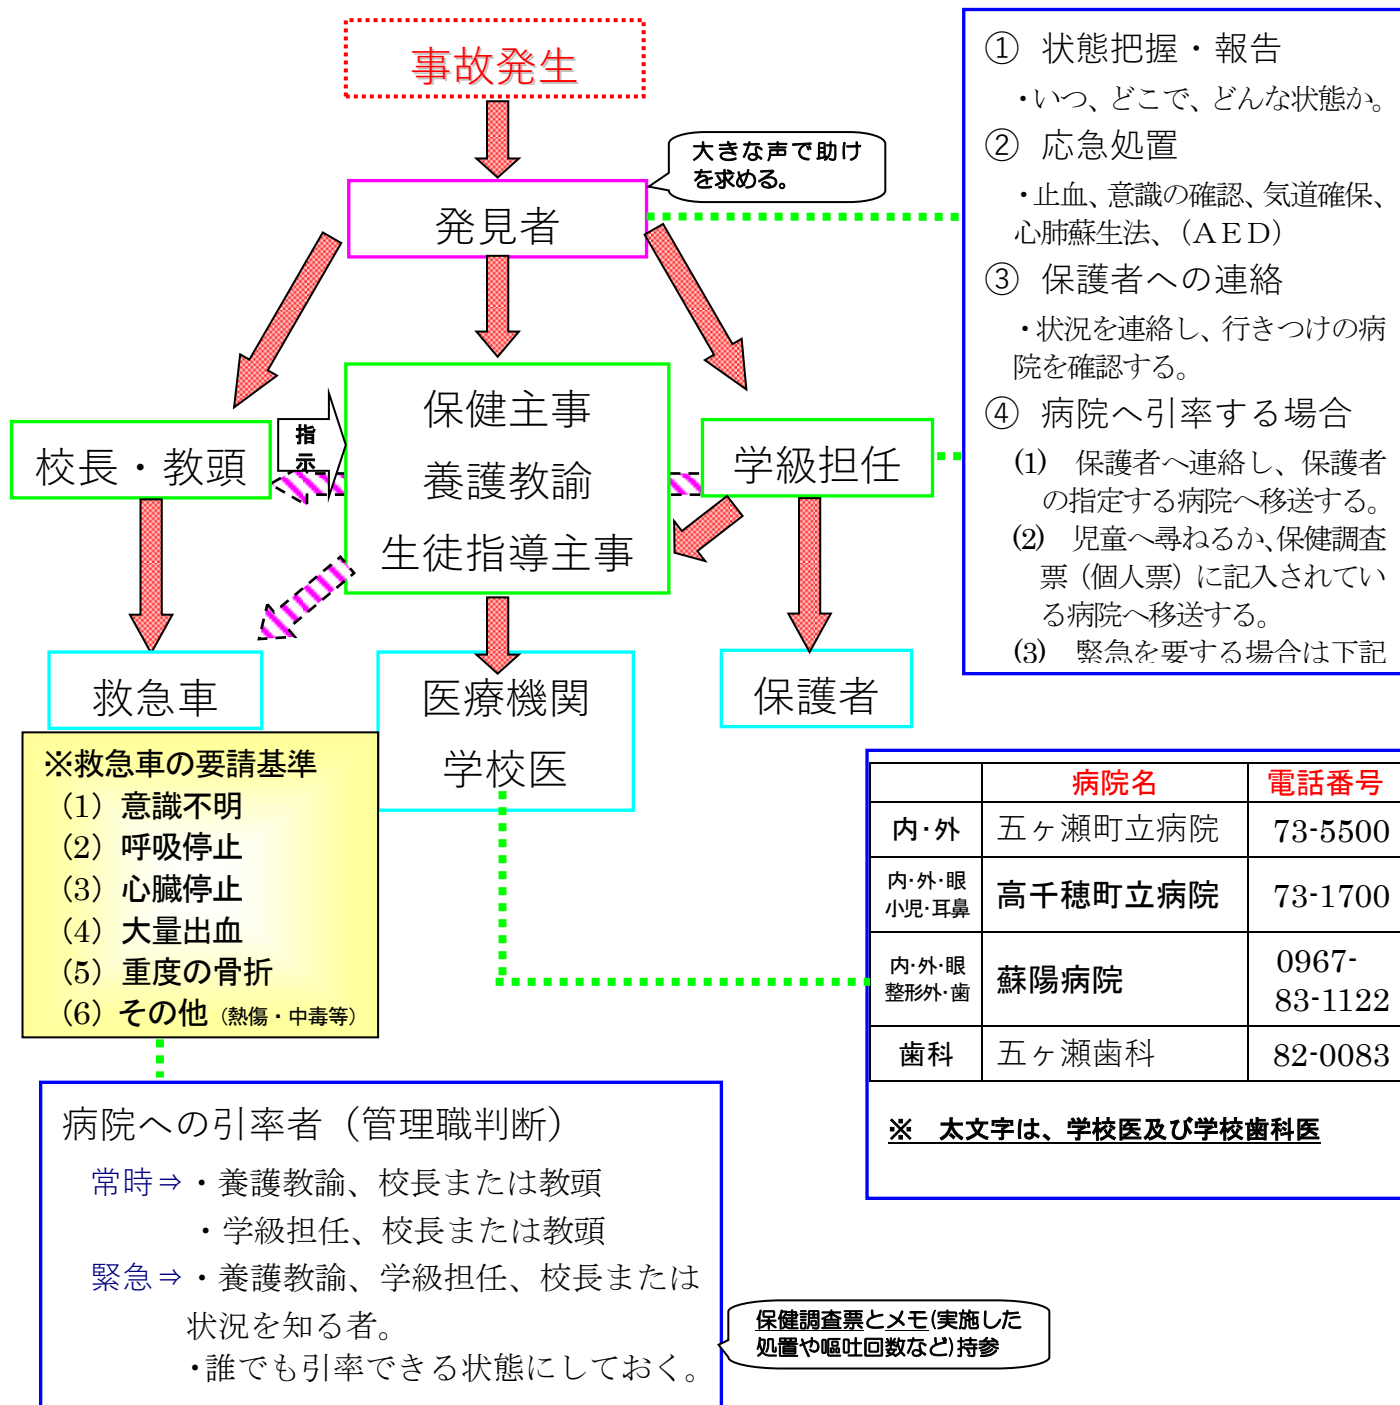 事故発生
大きな声で助け
を求める。
発見者
保健主事
養護教諭
生徒指導主事
校長・教頭
指
示
学級担任
救急車
医療機関
学校医
保護者
① 状態把握・報告
・いつ、どこで、どんな状態か。
② 応急処置
・止血、意識の確認、気道確保、
心肺蘇生法、（ＡＥＤ）
③ 保護者への連絡
・状況を連絡し、行きつけの病
院を確認する。
④ 病院へ引率する場合
(1) 保護者へ連絡し、保護者
の指定する病院へ移送する。
(2) 児童へ尋ねるか、保健調査
票（個人票）に記入されてい
る病院へ移送する。
(3) 緊急を要する場合は下記
※救急車の要請基準
（1）意識不明
（2）呼吸停止
（3）心臓停止
（4）大量出血
（5）重度の骨折
（6）その他（熱傷・中毒等）
病院名 電話番号
内・外 五ヶ瀬町立病院 73-5500
内・外・眼
小児・耳鼻 高千穂町立病院 73-1700
内・外・眼
整形外・歯 蘇陽病院 0967-
83-1122
歯科 五ヶ瀬歯科 82-0083
※ 太文字は、学校医及び学校歯科医
病院への引率者（管理職判断）
常時⇒・養護教諭、校長または教頭
・学級担任、校長または教頭
緊急⇒・養護教諭、学級担任、校長または
状況を知る者。
・誰でも引率できる状態にしておく。
保健調査票とメモ(実施した
処置や嘔吐回数など)持参